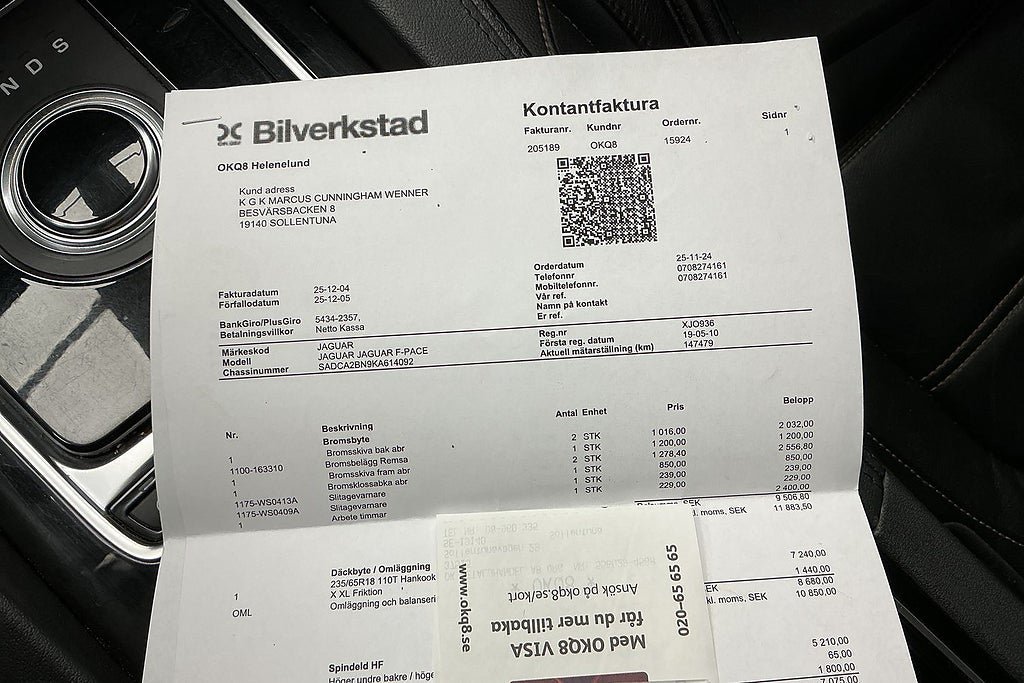 N D S
Bilverkstad
OKQ8 Helenelund
Kund adress
K G K MARCUS CUNNINGHAM WENNER
BESVÄRSBACKEN 8
19140 SOLLENTUNA
Kontantfaktura
Fakturanr. Kundnr Ordernr. Sidnr
205189 OKQ8 15924 1
Fakturadatum 25-12-04
Förfallodatum 25-12-05
BankGiro/PlusGiro 5434-2357,
Betalningsvillkor Netto Kassa
Orderdatum 25-11-24
Telefonnr 0708274161
Mobiltelefonnr. 0708274161
Vår ref.
Namn på kontakt
Er ref.
Märkeskod JAGUAR
Modell JAGUAR JAGUAR F-PACE
Chassinummer SADCA2BN9KA614092
Reg.nr XJO936
Första reg. datum 19-05-10
Aktuell mätarställning (km) 147479
Nr. Beskrivning Antal Enhet Pris Belopp
Bromsbyte
1 Bromsskiva bak abr 2 STK 1 016,00 2 032,00
1100-163310 Bromsbelägg Remsa 1 STK 1 200,00 1 200,00
1 Bromsskiva fram abr 2 STK 1 278,40 2 556,80
1 Bromsklossabka abr 1 STK 850,00 850,00
1175-WS0413A Slitagevarnare 1 STK 239,00 239,00
1175-WS0409A Slitagevarnare 1 STK 229,00 229,00
1 Arbete timmar 2 400,00
SEK 9 506,80
l. moms, SEK 11 883,50
Däckbyte / Omläggning
1 235/65R18 110T Hankook 7 240,00
X XL Friktion
OML Omläggning och balanseri 1 440,00
EK 8 680,00
kl. moms, SEK 10 850,00
Spindeld HF 5 210,00
Höger undre bakre / höge 65,00
1 800,00
7 075,00
Med OKQ8 VISA
får du mer tillbaka
Ansök på okq8.se/kort
www.okq8.se
020-65 65 65